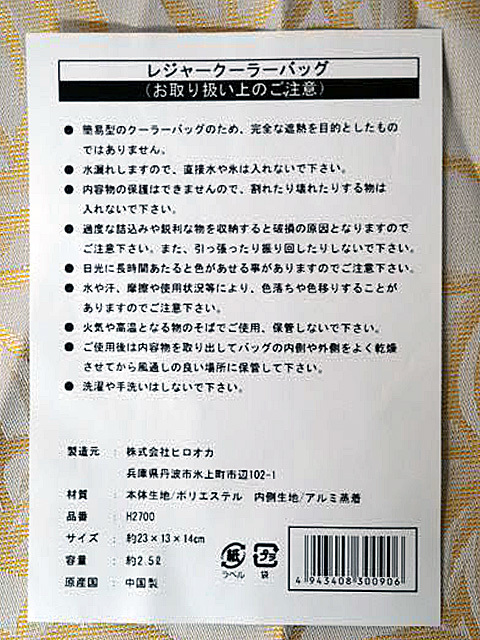 レジャークーラーバッグ
(お取り扱い上のご注意)
● 簡易型のクーラーバッグのため、完全な遮熱を目的としたもの
ではありません。
● 水漏れしますので、直接水や氷は入れないで下さい。
● 内容物の保護はできませんので、割れたり壊れたりする物は
入れないで下さい。
● 過度な詰込みや鋭利な物を収納すると破損の原因となりますので
ご注意下さい。また、引っ張ったり振り回したりしないで下さい。
● 日光に長時間あたると色があせる事がありますのでご注意下さい。
● 水や汗、摩擦や使用状況等により、色落ちや色移りすることが
ありますのでご注意下さい。
● 火気や高温となる物のそばでご使用、保管しないで下さい。
● ご使用後は内容物を取り出してバッグの内側や外側をよく乾燥
させてから風通しの良い場所に保管して下さい。
● 洗濯や手洗いはしないで下さい。
製造元 : 株式会社ヒロオカ
兵庫県丹波市氷上町市辺102-1
材質 : 本体生地/ポリエステル 内側生地/アルミ蒸着
品番 : H2700
サイズ : 約23×13×14cm
容量 : 約2.5ℓ
原産国 : 中国製
紙
ラベル
プラ
袋
4 943408 300906